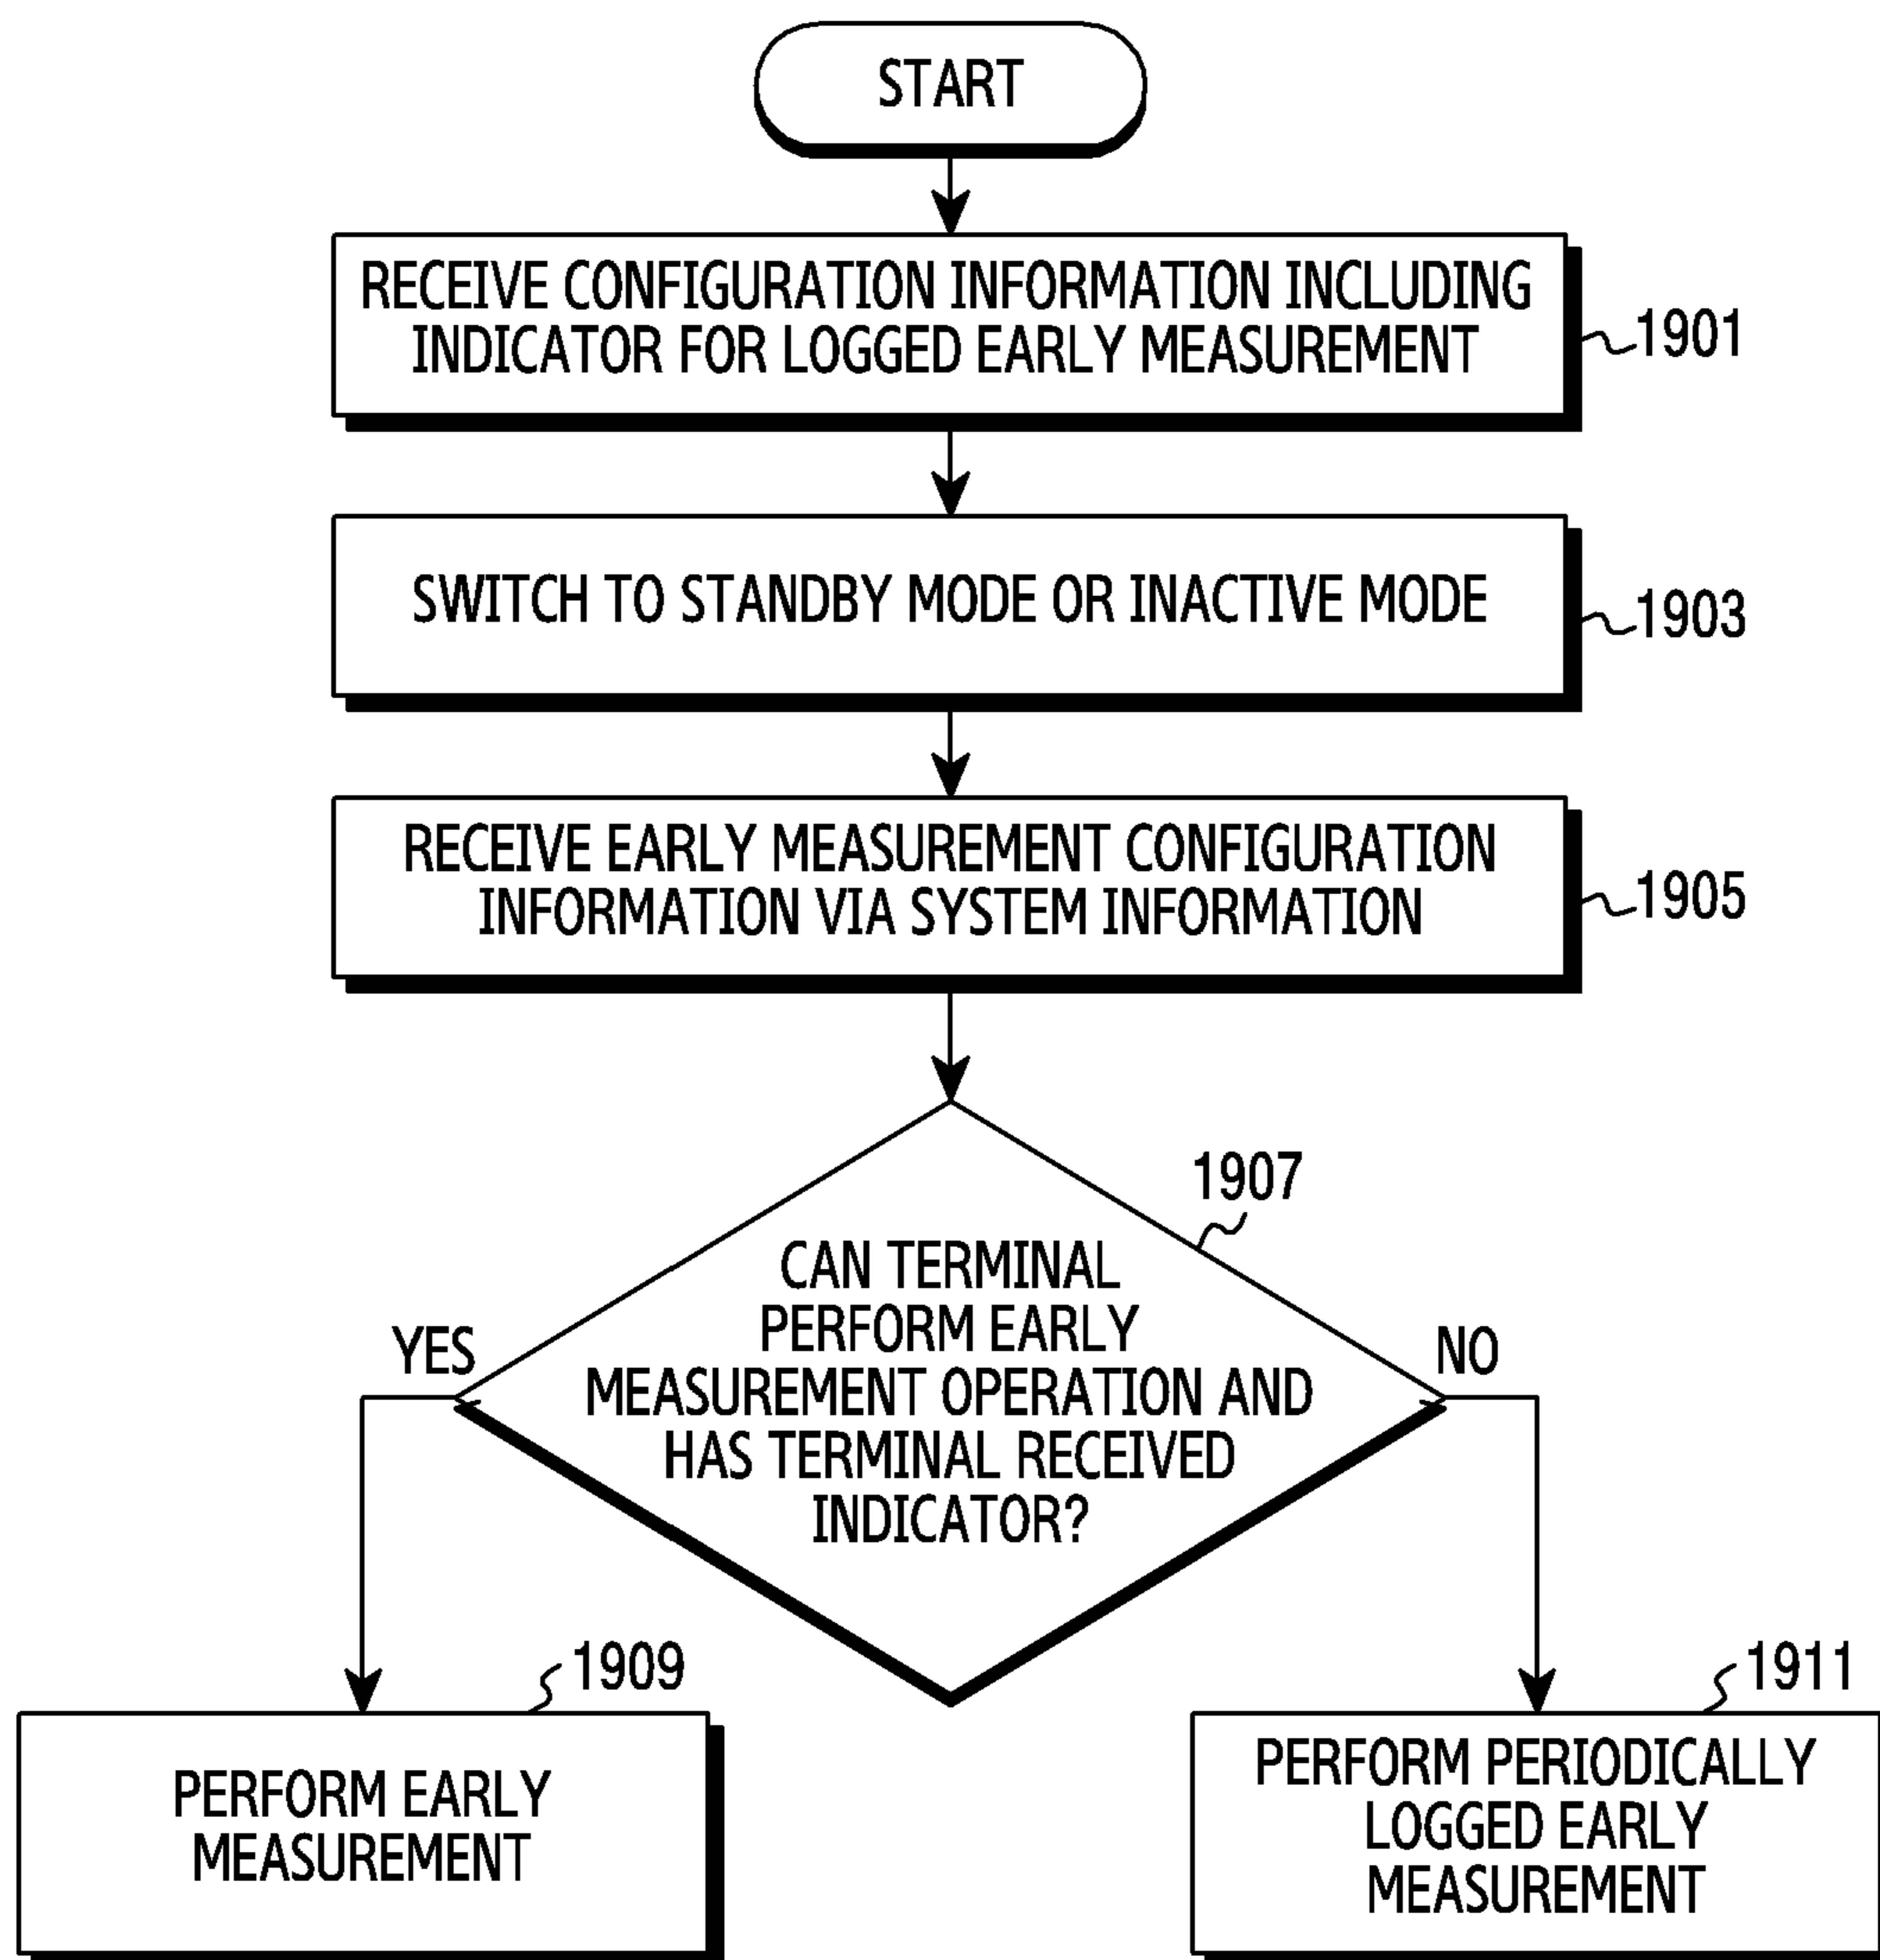 START
RECEIVE CONFIGURATION INFORMATION INCLUDING
INDICATOR FOR LOGGED EARLY MEASUREMENT
1901
SWITCH TO STANDBY MODE OR INACTIVE MODE
1903
RECEIVE EARLY MEASUREMENT CONFIGURATION
INFORMATION VIA SYSTEM INFORMATION
1905
1907
CAN TERMINAL
PERFORM EARLY
MEASUREMENT OPERATION AND
HAS TERMINAL RECEIVED
INDICATOR?
YES
NO
1909
PERFORM EARLY
MEASUREMENT
1911
PERFORM PERIODICALLY
LOGGED EARLY
MEASUREMENT